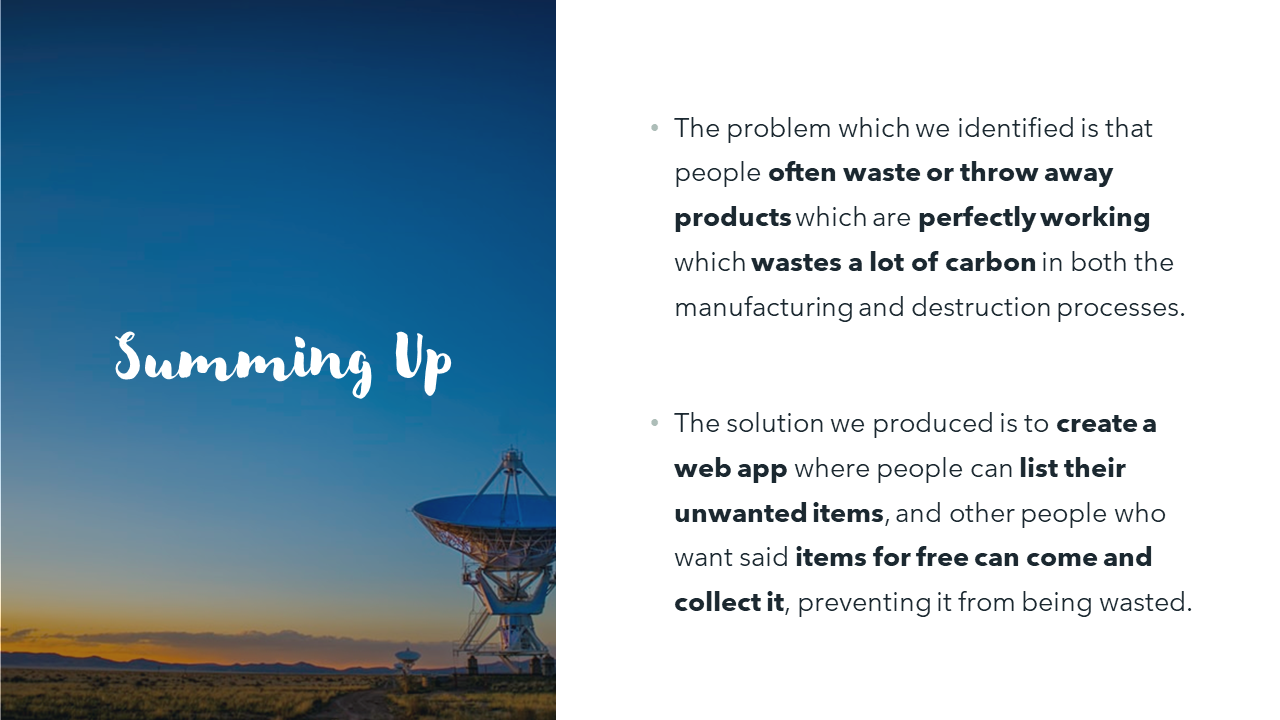 Summing Up
• The problem which we identified is that
people often waste or throw away
products which are perfectly working
which wastes a lot of carbon in both the
manufacturing and destruction processes.
• The solution we produced is to create a
web app where people can list their
unwanted items, and other people who
want said items for free can come and
collect it, preventing it from being wasted.